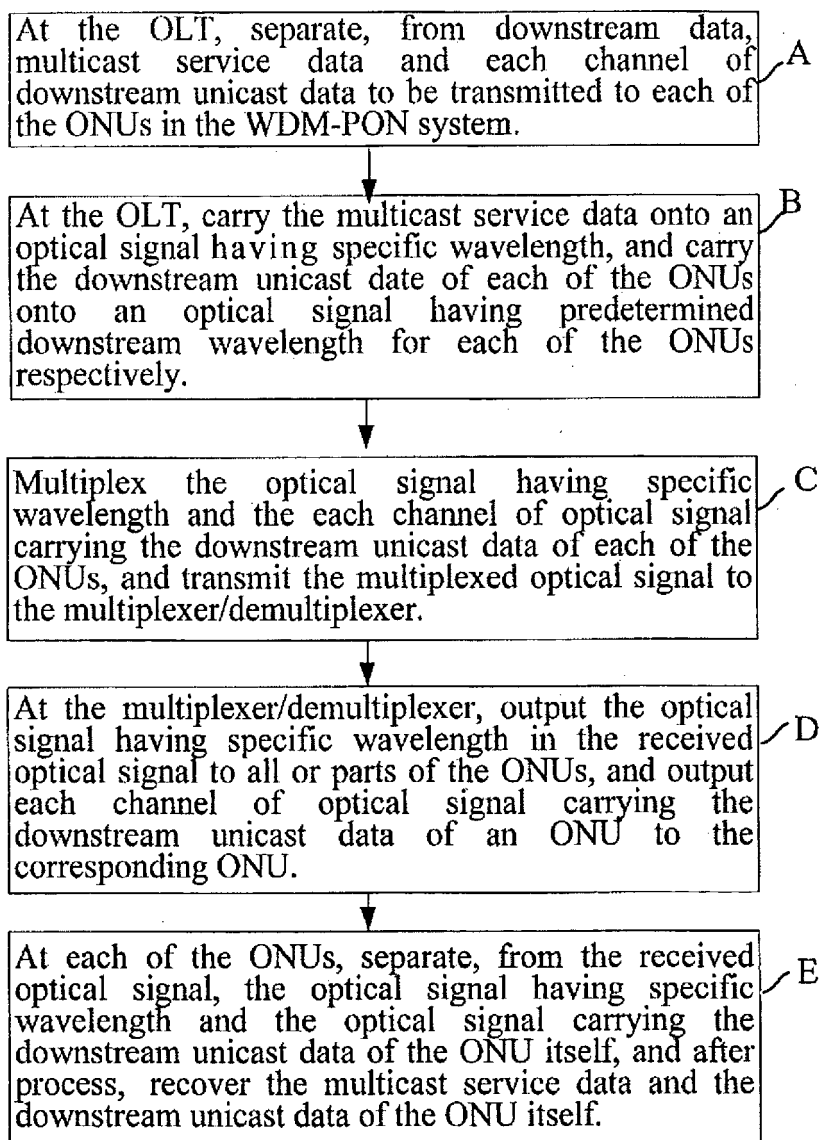 At the OLT, separate, from downstream data,
multicast service data and each channel of
downstream unicast data to be transmitted to each of
the ONUs in the WDM-PON system.
A
At the OLT, carry the multicast service data onto an
optical signal having specific wavelength, and carry
the downstream unicast date of each of the ONUs
onto an optical signal having predetermined
downstream wavelength for each of the ONUs
respectively.
B
Multiplex the optical signal having specific
wavelength and the each channel of optical signal
carrying the downstream unicast data of each of the
ONUs, and transmit the multiplexed optical signal to
the multiplexer/demultiplexer.
C
At the multiplexer/demultiplexer, output the optical
signal having specific wavelength in the received
optical signal to all or parts of the ONUs, and output
each channel of optical signal carrying the
downstream unicast data of an ONU to the
corresponding ONU.
D
At each of the ONUs, separate, from the received
optical signal, the optical signal having specific
wavelength and the optical signal carrying the
downstream unicast data of the ONU itself, and after
process, recover the multicast service data and the
downstream unicast data of the ONU itself.
E